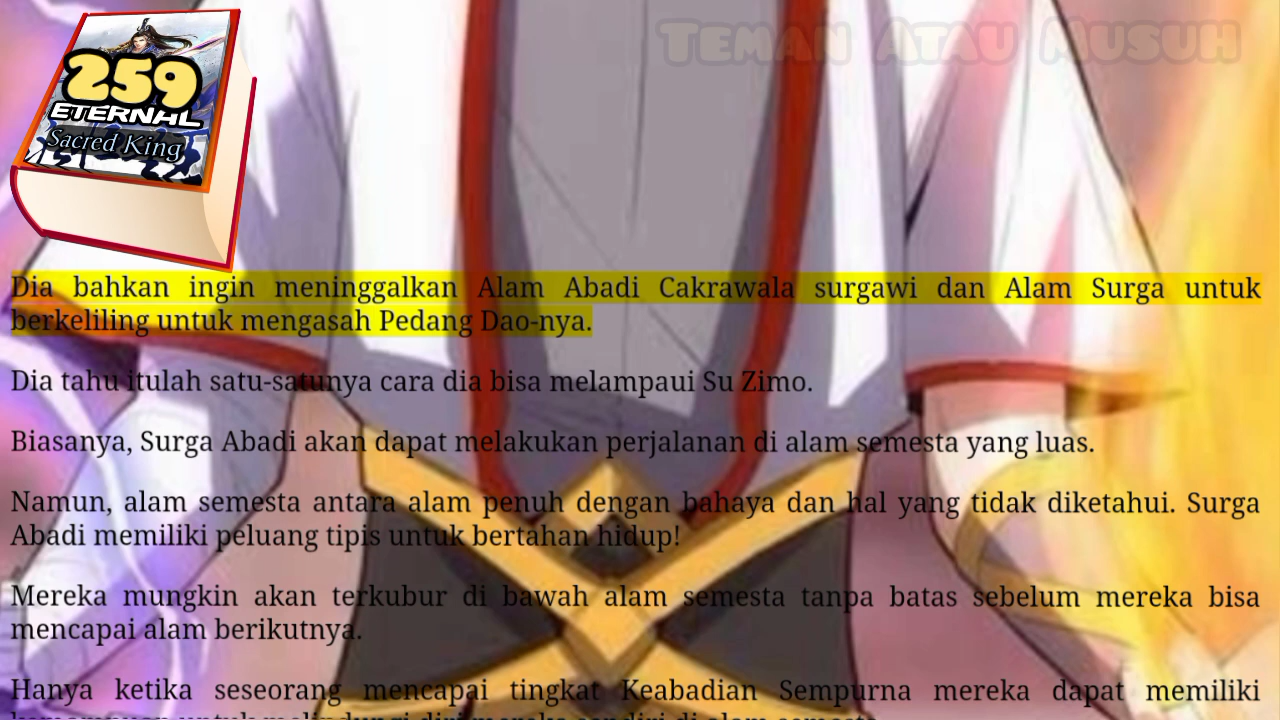 Teman Atau Musuh
259
ETERNAL
Sacred King
Dia bahkan ingin meninggalkan Alam Abadi Cakrawala surgawi dan Alam Surga untuk
berkeliling untuk mengasah Pedang Dao-nya.
Dia tahu itulah satu-satunya cara dia bisa melampaui Su Zimo.
Biasanya, Surga Abadi akan dapat melakukan perjalanan di alam semesta yang luas.
Namun, alam semesta antara alam penuh dengan bahaya dan hal yang tidak diketahui. Surga
Abadi memiliki peluang tipis untuk bertahan hidup!
Mereka mungkin akan terkubur di bawah alam semesta tanpa batas sebelum mereka bisa
mencapai alam berikutnya.
Hanya ketika seseorang mencapai tingkat Keabadian Sempurna mereka dapat memiliki